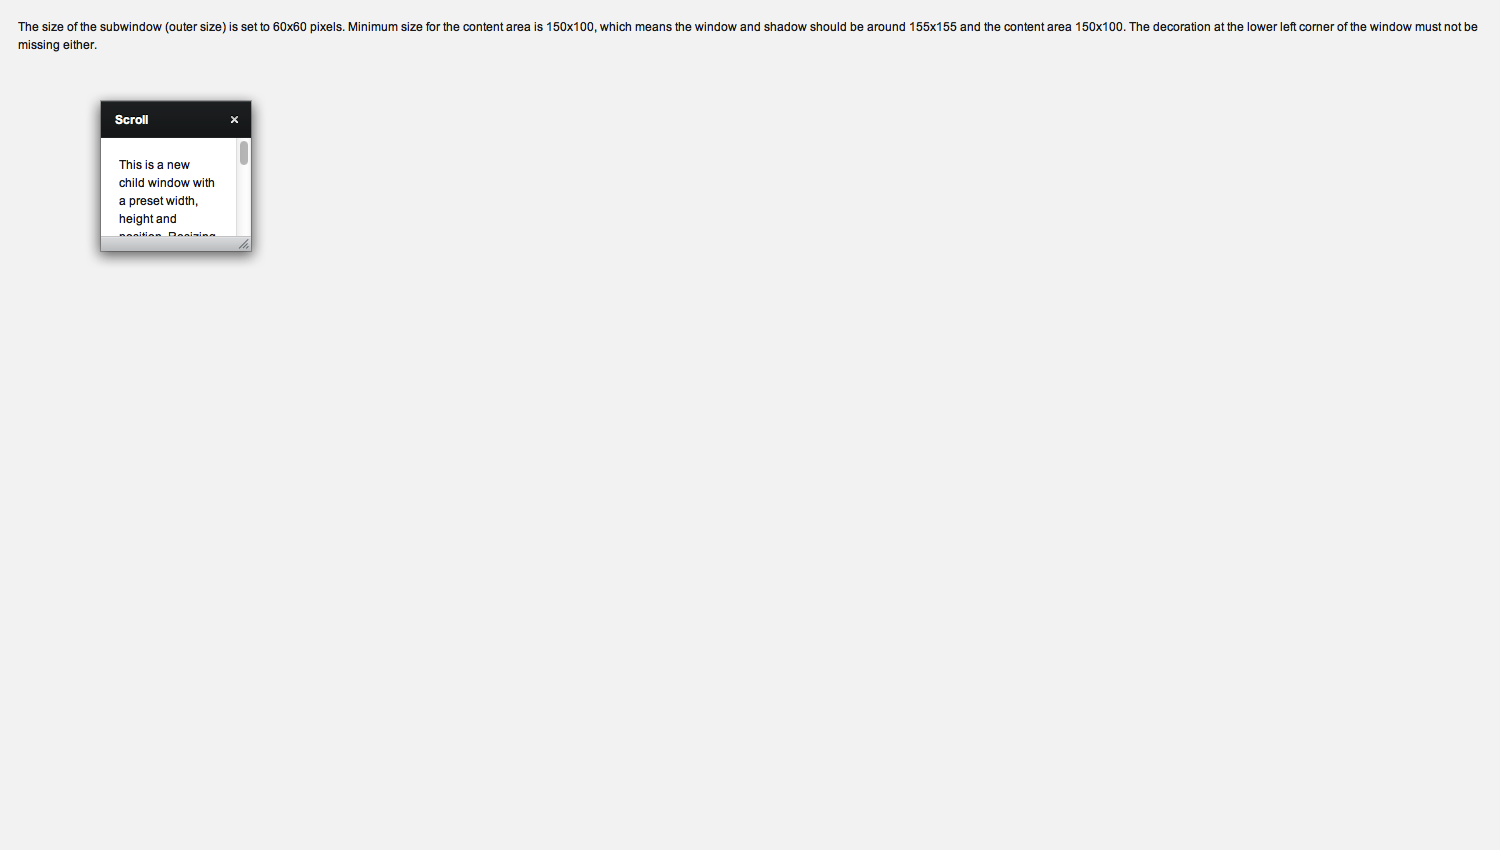 The size of the subwindow (outer size) is set to 60x60 pixels. Minimum size for the content area is 150x100, which means the window and shadow should be around 155x155 and the content area 150x100. The decoration at the lower left corner of the window must not be
missing either.
Scroll
This is a new
child window with
a preset width,
height and
position. Resizing